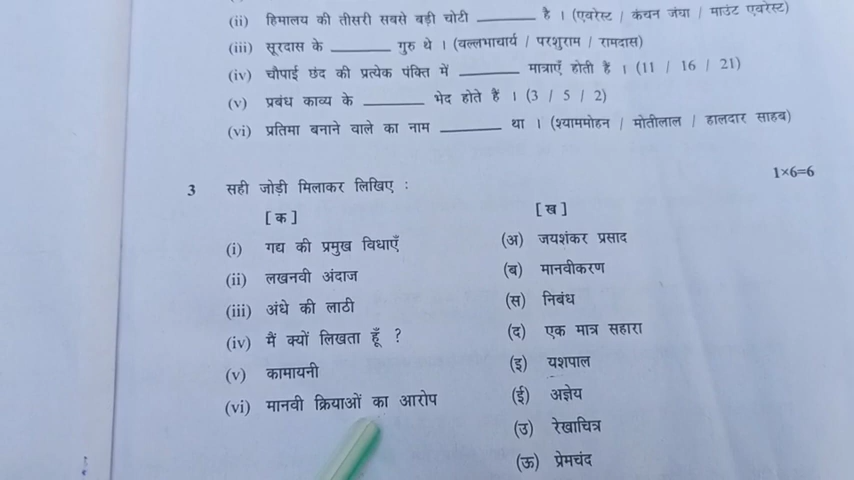 (ii) हिमालय की तीसरी सबसे बड़ी चोटी ________ है । (एवरेस्ट / कंचन जंघा / माउंट एवरेस्ट)
(iii) सूरदास के ________ गुरु थे । (वल्लभाचार्य / परशुराम / रामदास)
(iv) चौपाई छंद की प्रत्येक पंक्ति में ________ मात्राएँ होती हैं । (11 / 16 / 21)
(v) प्रबंध काव्य के ________ भेद होते हैं । (3 / 5 / 2)
(vi) प्रतिमा बनाने वाले का नाम ________ था । (श्याममोहन / मोतीलाल / हालदार साहब)
3 सही जोड़ी मिलाकर लिखिए : 1×6=6
[क] [ख]
(i) गद्य की प्रमुख विधाएँ (अ) जयशंकर प्रसाद
(ii) लखनवी अंदाज (ब) मानवीकरण
(iii) अंधे की लाठी (स) निबंध
(iv) मैं क्यों लिखता हूँ ? (द) एक मात्र सहारा
(v) कामायनी (इ) यशपाल
(vi) मानवी क्रियाओं का आरोप (ई) अज्ञेय
(उ) रेखाचित्र
(ऊ) प्रेमचंद